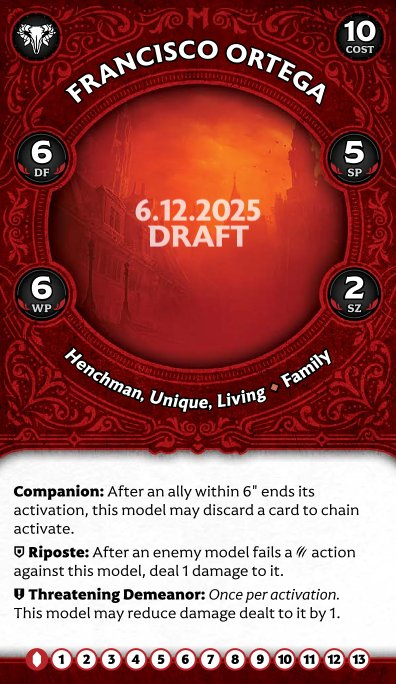 10
COST
FRANCISCO ORTEGA
6
DF
5
SP
6.12.2025
DRAFT
6
WP
2
SZ
Henchman, Unique, Living ♦ Family
Companion: After an ally within 6" ends its
activation, this model may discard a card to chain
activate.
Riposte: After an enemy model fails a action
against this model, deal 1 damage to it.
Threatening Demeanor: Once per activation.
This model may reduce damage dealt to it by 1.
1 2 3 4 5 6 7 8 9 10 11 12 13